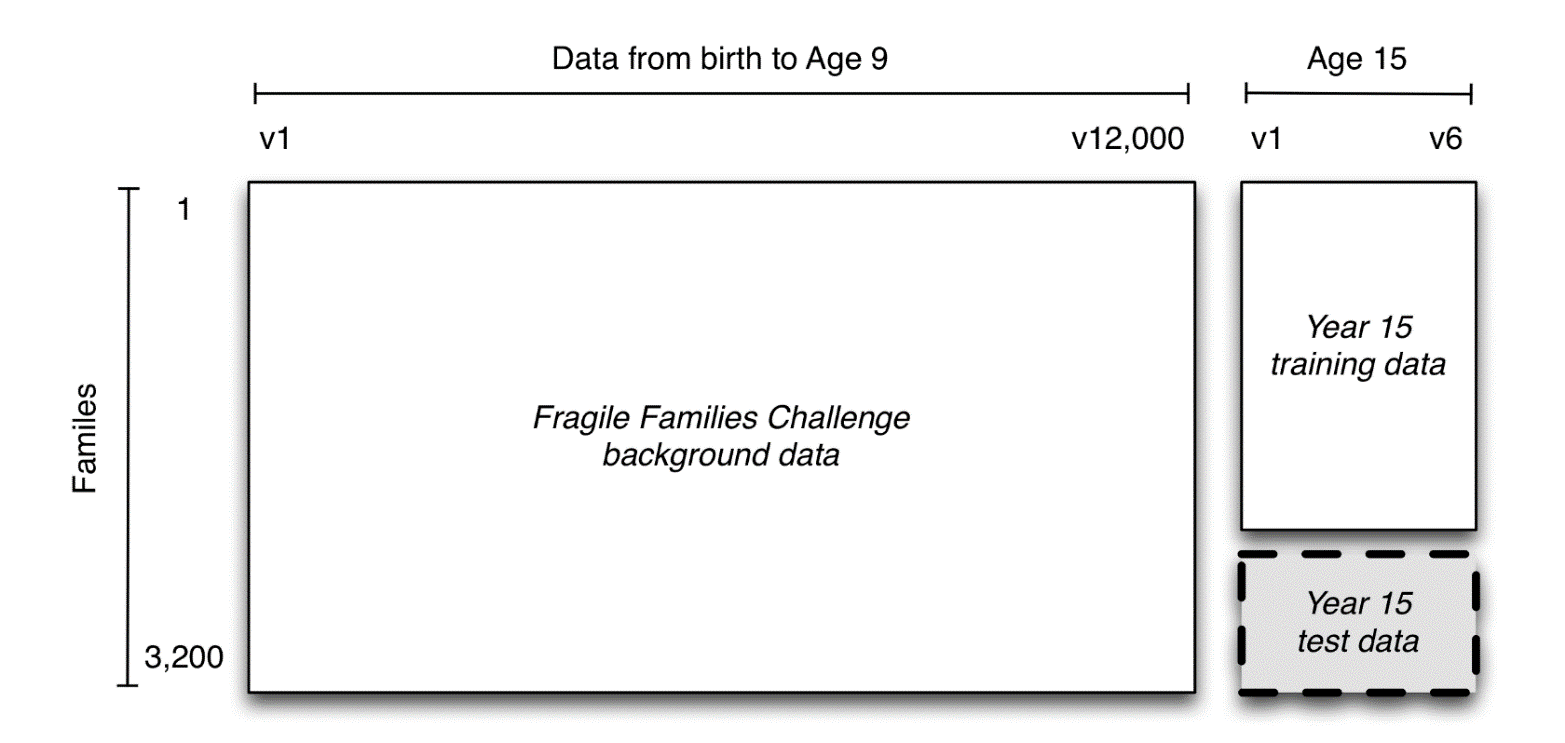 Data from birth to Age 9
Age 15
v1
v12,000
v1
v6
1
Familes
3,200
Fragile Families Challenge
background data
Year 15
training data
Year 15
test data